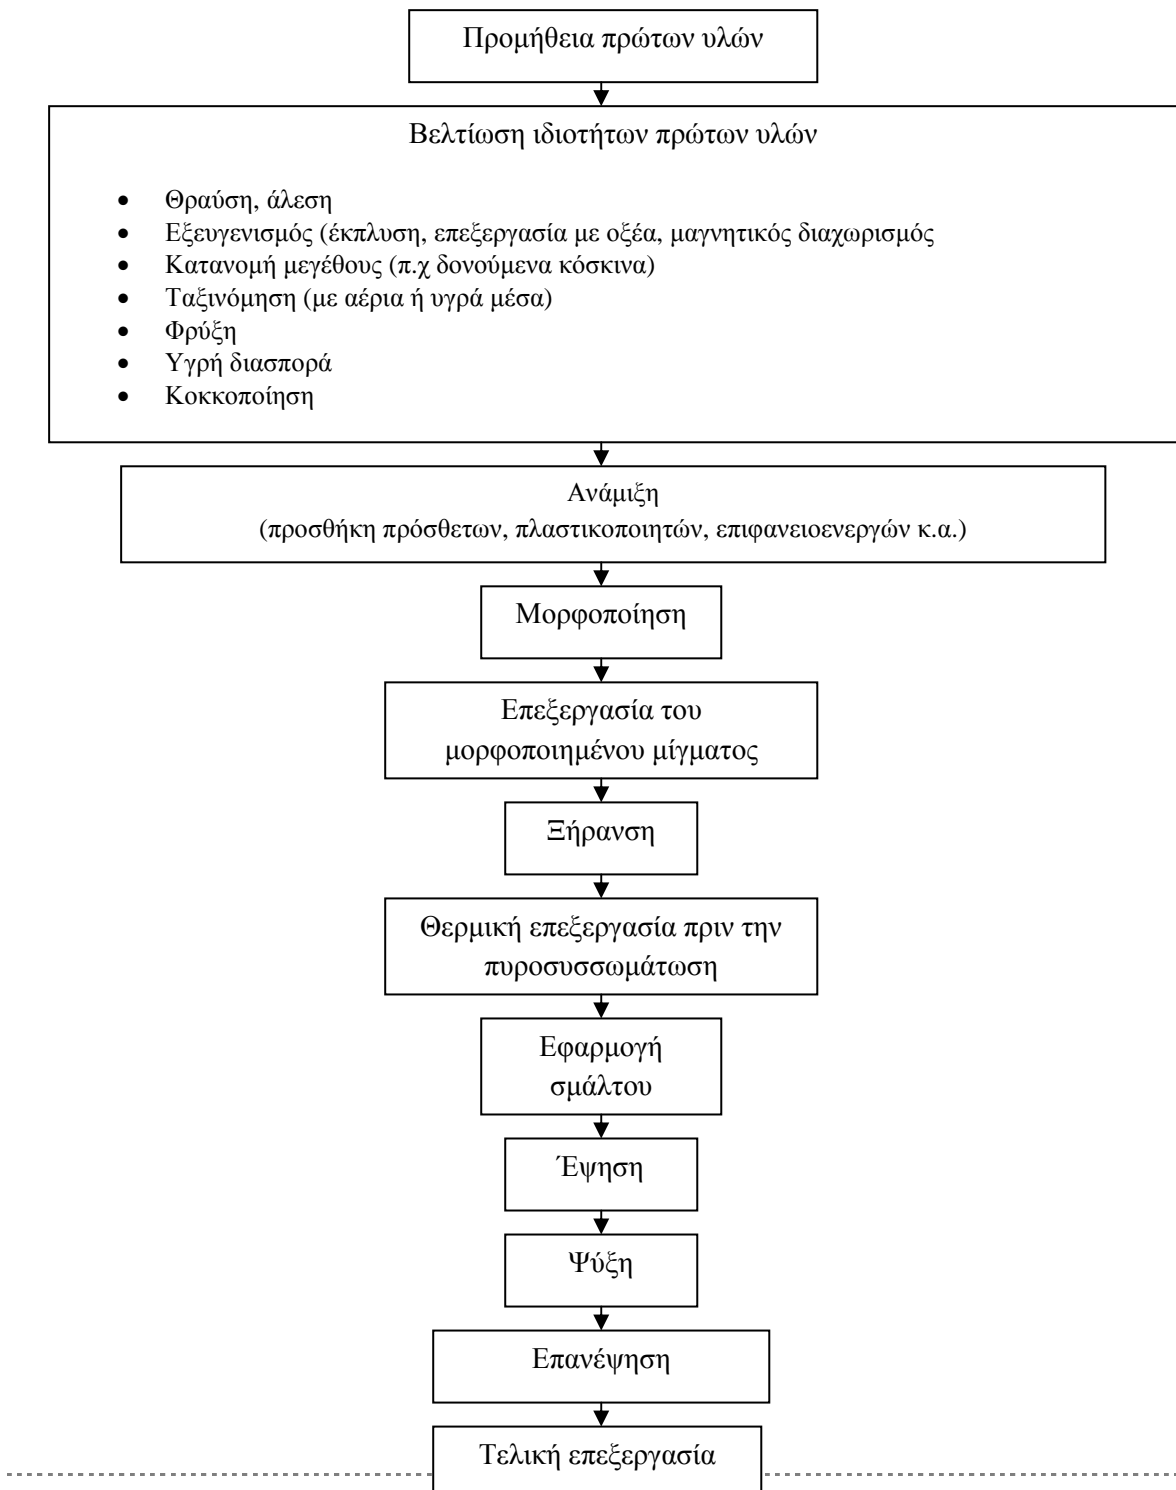 Προμήθεια πρώτων υλών
Βελτίωση ιδιοτήτων πρώτων υλών
• Θραύση, άλεση
• Εξευγενισμός (έκπλυση, επεξεργασία με οξέα, μαγνητικός διαχωρισμός
• Κατανομή μεγέθους (π.χ δονούμενα κόσκινα)
• Ταξινόμηση (με αέρια ή υγρά μέσα)
• Φρύξη
• Υγρή διασπορά
• Κοκκοποίηση
Ανάμιξη
(προσθήκη πρόσθετων, πλαστικοποιητών, επιφανειοενεργών κ.α.)
Μορφοποίηση
Επεξεργασία του
μορφοποιημένου μίγματος
Ξήρανση
Θερμική επεξεργασία πριν την
πυροσυσσωμάτωση
Εφαρμογή
σμάλτου
Έψηση
Ψύξη
Επανέψηση
Τελική επεξεργασία